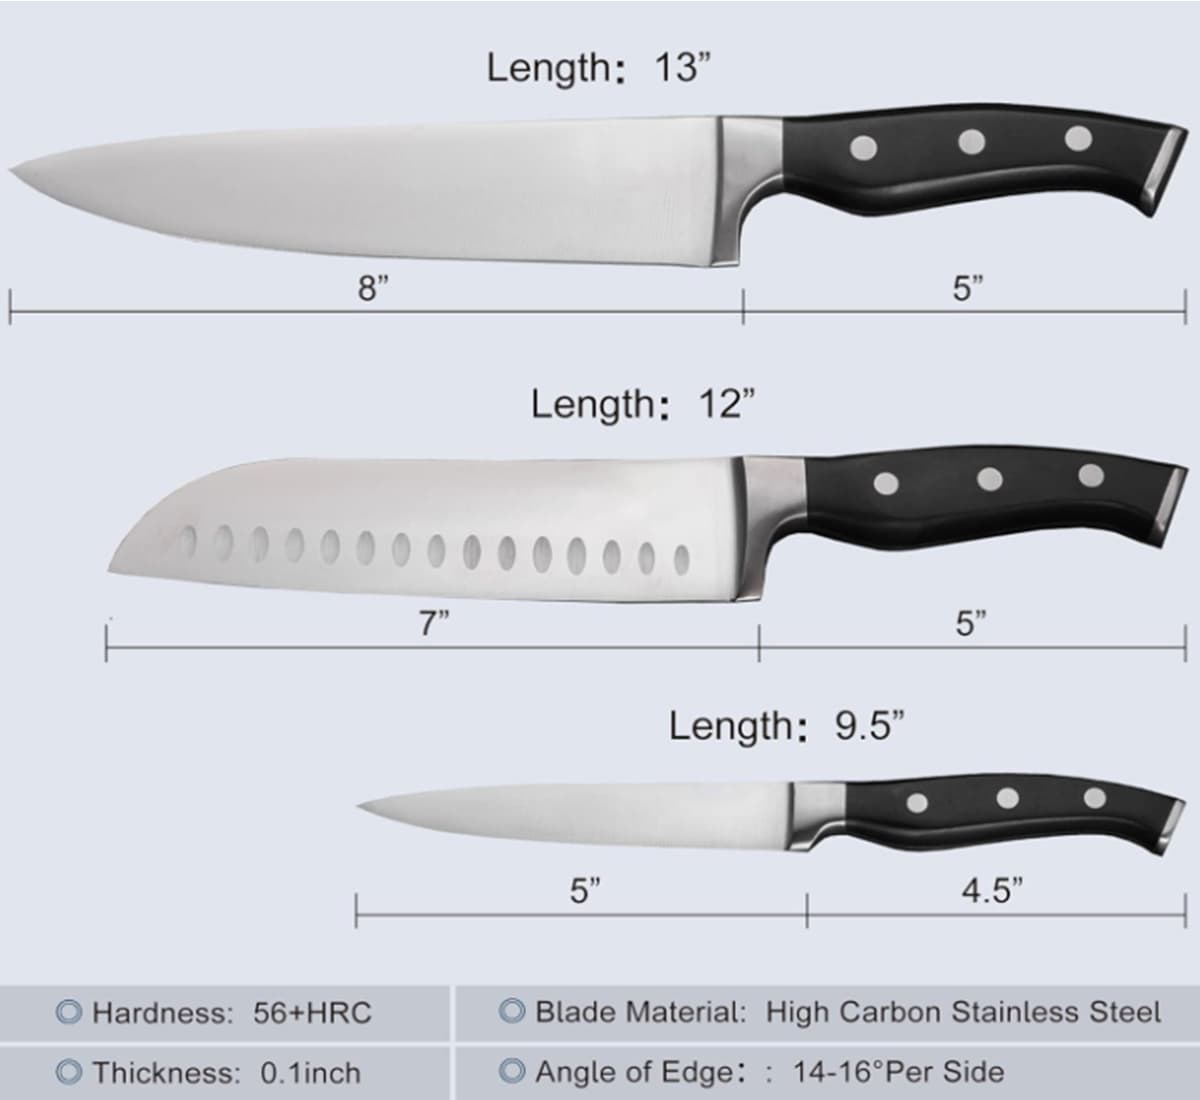 Length: 13”
8”
5”
Length: 12”
7”
5”
Length: 9.5”
5”
4.5”
Hardness: 56+HRC
Blade Material: High Carbon Stainless Steel
Thickness: 0.1inch
Angle of Edge: : 14-16°Per Side